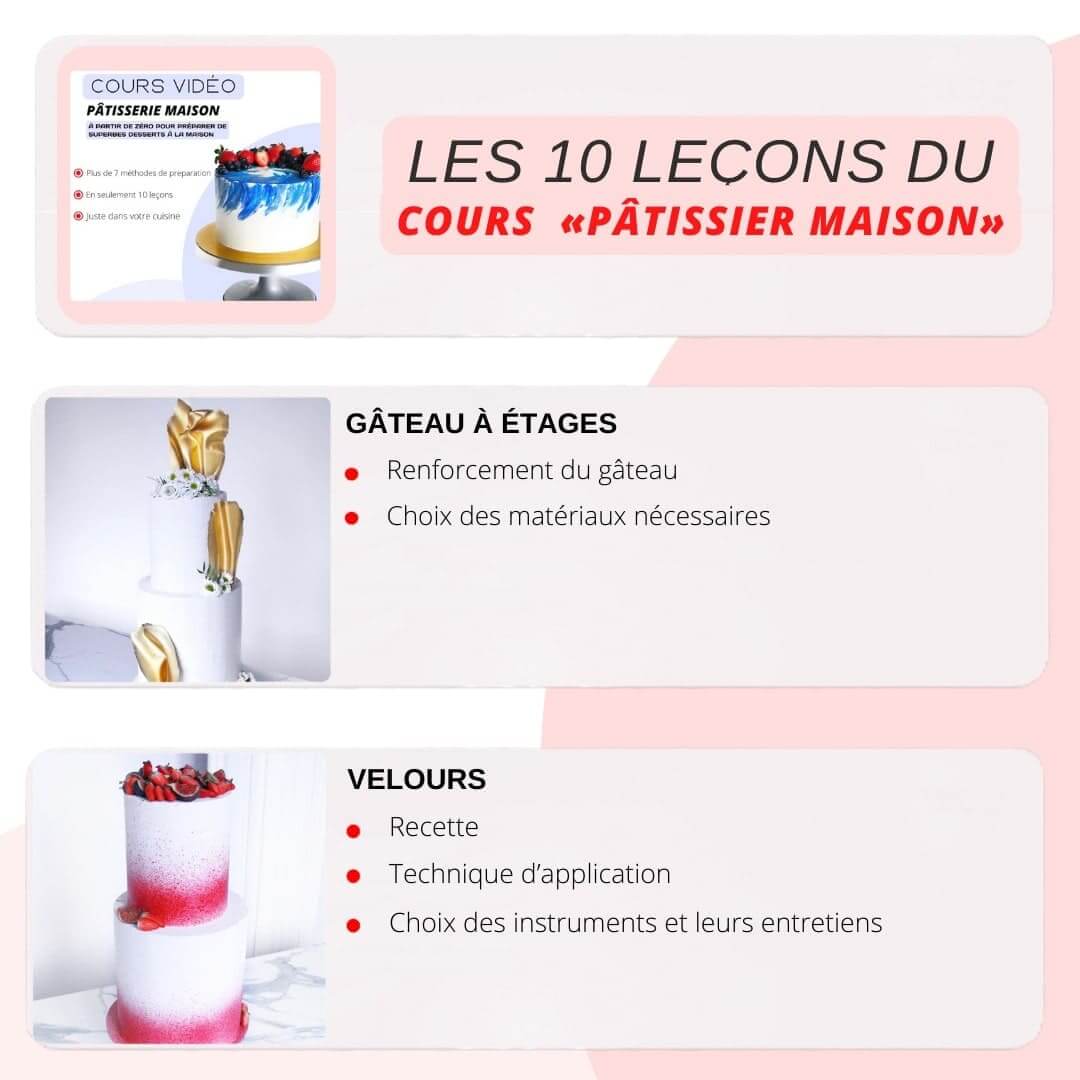 COURS VIDÉO
PÂTISSERIE MAISON
À PARTIR DE ZÉRO POUR PRÉPARER DE
SUPERBES DESSERTS À LA MAISON
Plus de 7 méthodes de preparation
En seulement 10 leçons
Juste dans votre cuisine
LES 10 LEÇONS DU
COURS «PÂTISSIER MAISON»
GÂTEAU À ÉTAGES
Renforcement du gâteau
Choix des matériaux nécessaires
VELOURS
Recette
Technique d’application
Choix des instruments et leurs entretiens